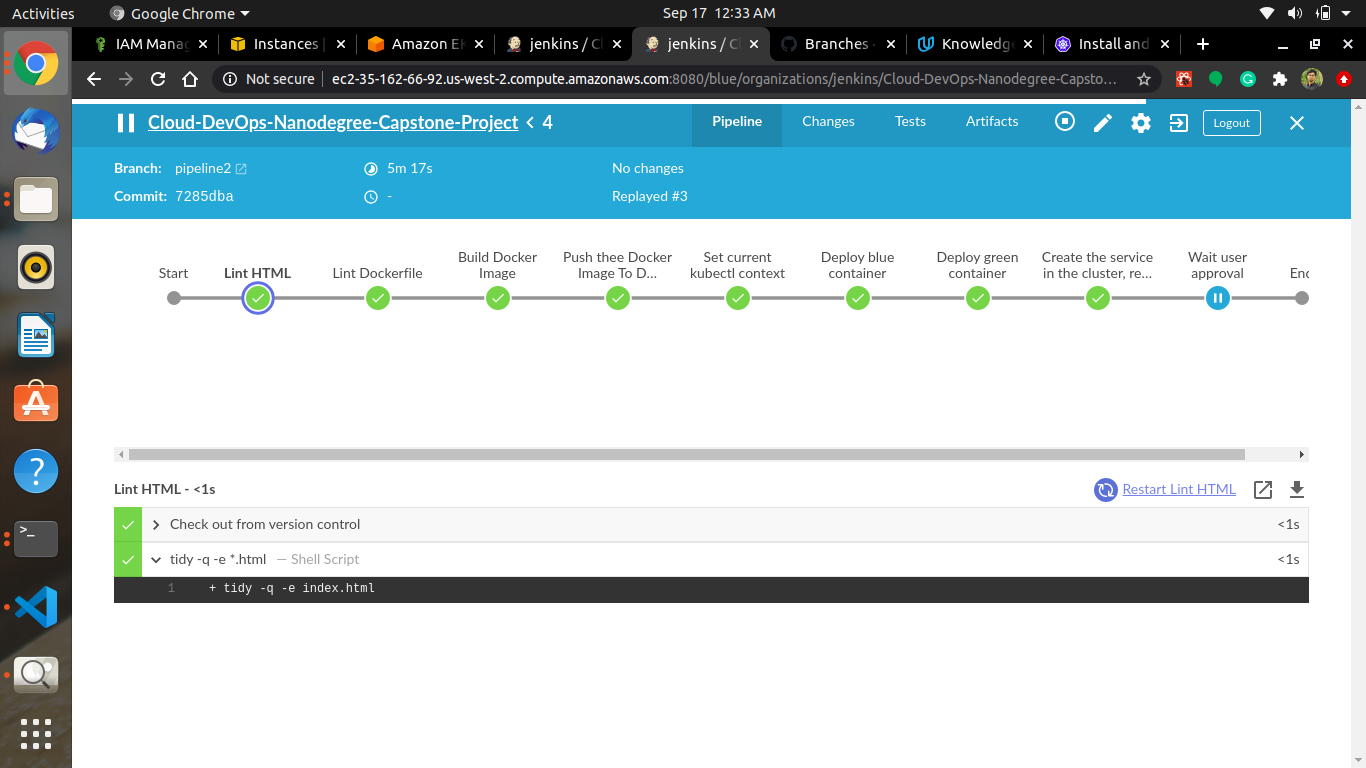 Activities
Google Chrome
Sep 17 12:33 AM
IAM Manag
Instances |
Amazon EK
jenkins / Cl
jenkins / Cl
Branches ·
Knowledge
Install and
Not secure
ec2-35-162-66-92.us-west-2.compute.amazonaws.com:8080/blue/organizations/jenkins/Cloud-DevOps-Nanodegree-Capsto…
Cloud-DevOps-Nanodegree-Capstone-Project < 4
Pipeline
Changes
Tests
Artifacts
Logout
Branch: pipeline2
5m 17s
No changes
Commit: 7285dba
-
Replayed #3
Start
Lint HTML
Lint Dockerfile
Build Docker
Image
Push thee Docker
Image To D...
Set current
kubectl context
Deploy blue
container
Deploy green
container
Create the service
in the cluster, re...
Wait user
approval
End
Lint HTML - <1s
Restart Lint HTML
Check out from version control
<1s
tidy -q -e *.html — Shell Script
<1s
1 + tidy -q -e index.html